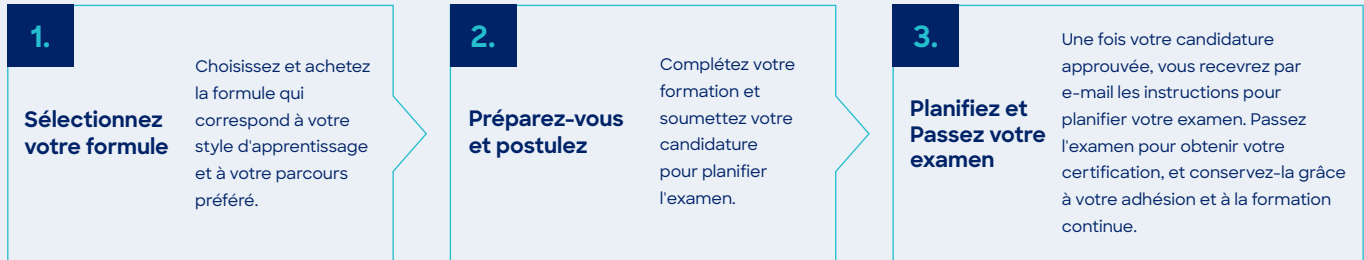 1.
Sélectionnez
votre formule
Choisissez et achetez
la formule qui
correspond à votre
style d'apprentissage
et à votre parcours
préféré.
2.
Préparez-vous
et postulez
Complétez votre
formation et
soumettez votre
candidature
pour planifier
l'examen.
3.
Planifiez et
Passez votre
examen
Une fois votre candidature
approuvée, vous recevrez par
e-mail les instructions pour
planifier votre examen. Passez
l'examen pour obtenir votre
certification, et conservez-la grâce
à votre adhésion et à la formation
continue.